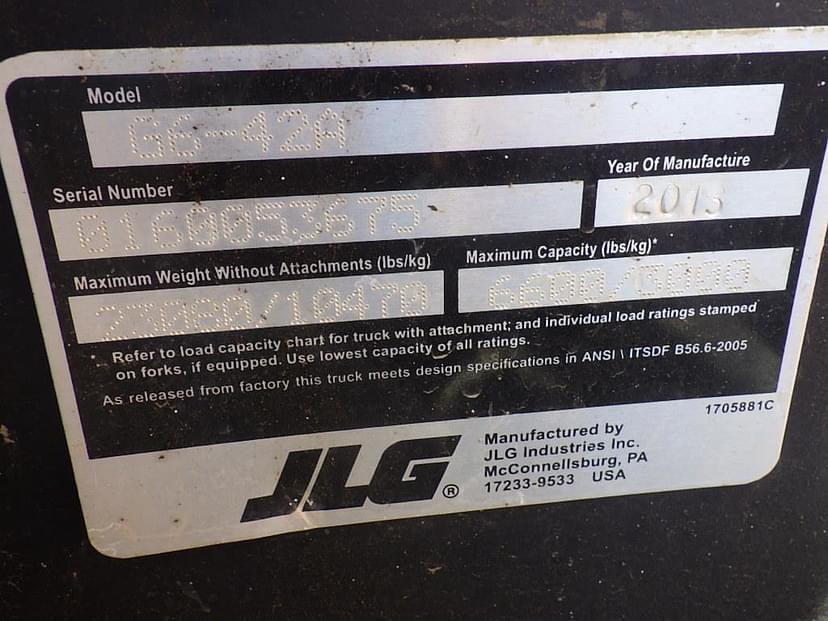 Model
G6-42A
Serial Number
0160053675
Year Of Manufacture
2013
Maximum Weight Without Attachments (lbs/kg)
23080/10470
Maximum Capacity (lbs/kg)*
6600/3000
* Refer to load capacity chart for truck with attachment; and individual load ratings stamped
on forks, if equipped. Use lowest capacity of all ratings.
As released from factory this truck meets design specifications in ANSI \ ITSDF B56.6-2005
1705881C
JLG®
Manufactured by
JLG Industries Inc.
McConnellsburg, PA
17233-9533 USA